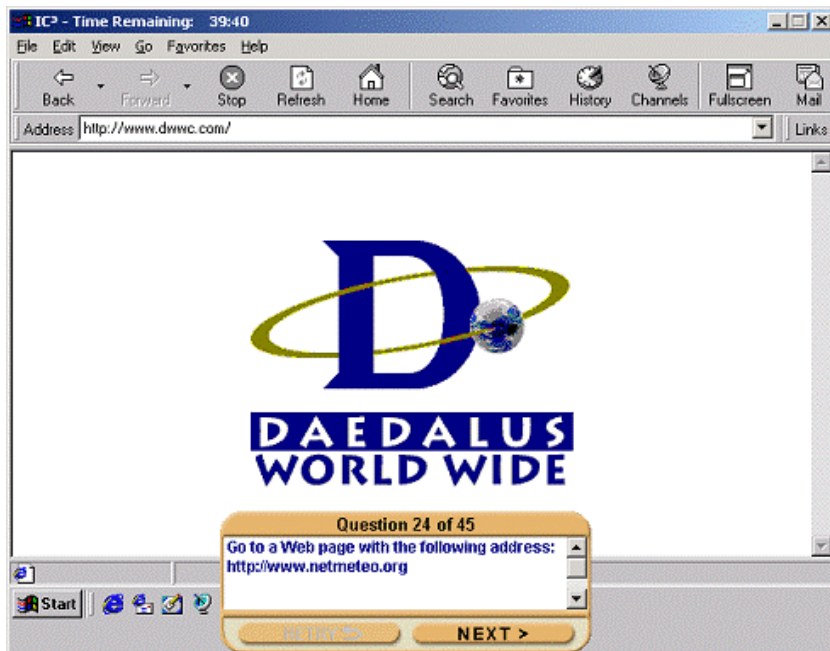 IC³ - Time Remaining: 39:40
File Edit View Go Favorites Help
Back Forward Stop Refresh Home Search Favorites History Channels Fullscreen Mail
Address http://www.dwwc.com/ Links
DAEDALUS
WORLD WIDE
Question 24 of 45
Go to a Web page with the following address:
http://www.netmeteo.org
Start
NEXT >